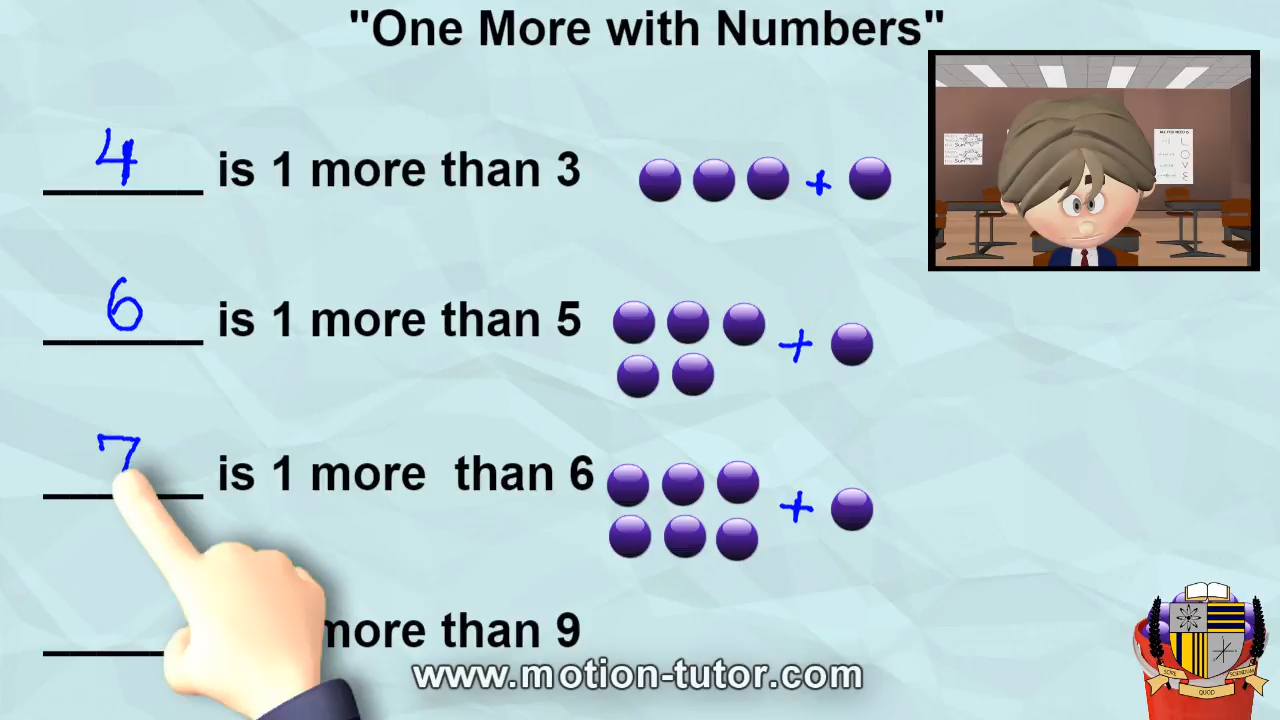 "One More with Numbers"
4 is 1 more than 3 +
6 is 1 more than 5 +
7 is 1 more than 6 +
more than 9
www.motion-tutor.com
QUOD